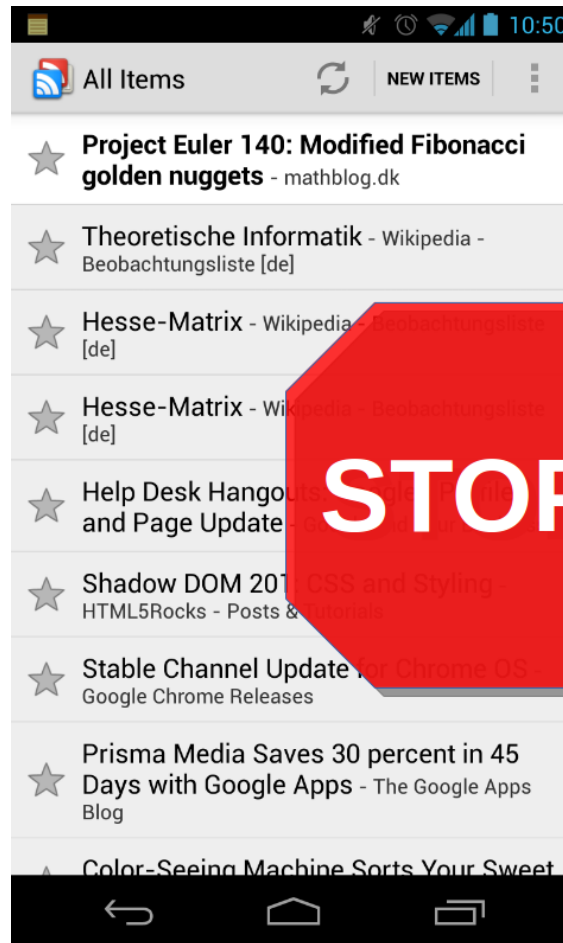 10:50
All Items
NEW ITEMS
Project Euler 140: Modified Fibonacci
golden nuggets - mathblog.dk
Theoretische Informatik - Wikipedia -
Beobachtungsliste [de]
Hesse-Matrix - Wikipedia - Beobachtungsliste
[de]
Hesse-Matrix - Wikipedia - Beobachtungsliste
[de]
STOP
Help Desk Hangouts: Google+ Profile
and Page Update -
Shadow DOM 201: CSS and Styling -
HTML5Rocks - Posts & Tutorials
Stable Channel Update for Chrome OS -
Google Chrome Releases
Prisma Media Saves 30 percent in 45
Days with Google Apps - The Google Apps
Blog
Color-Seeing Machine Sorts Your Sweet